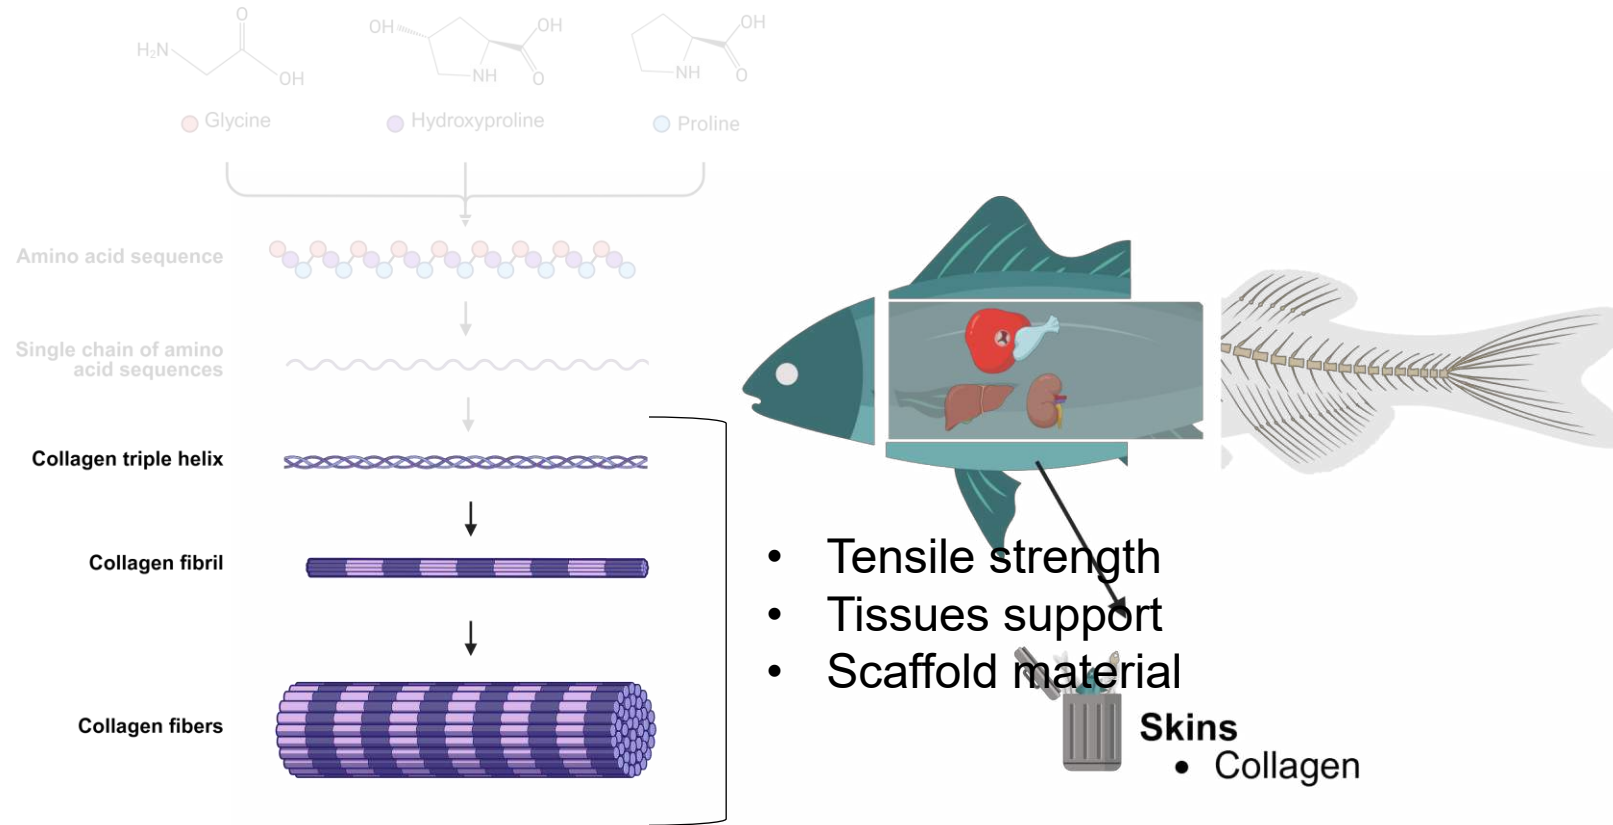 O
H₂N
OH
OH
OH
NH
O
OH
NH
O
Glycine
Hydroxyproline
Proline
Amino acid sequence
Single chain of amino
acid sequences
Collagen triple helix
Collagen fibril
Collagen fibers
• Tensile strength
• Tissues support
• Scaffold material
Skins
• Collagen